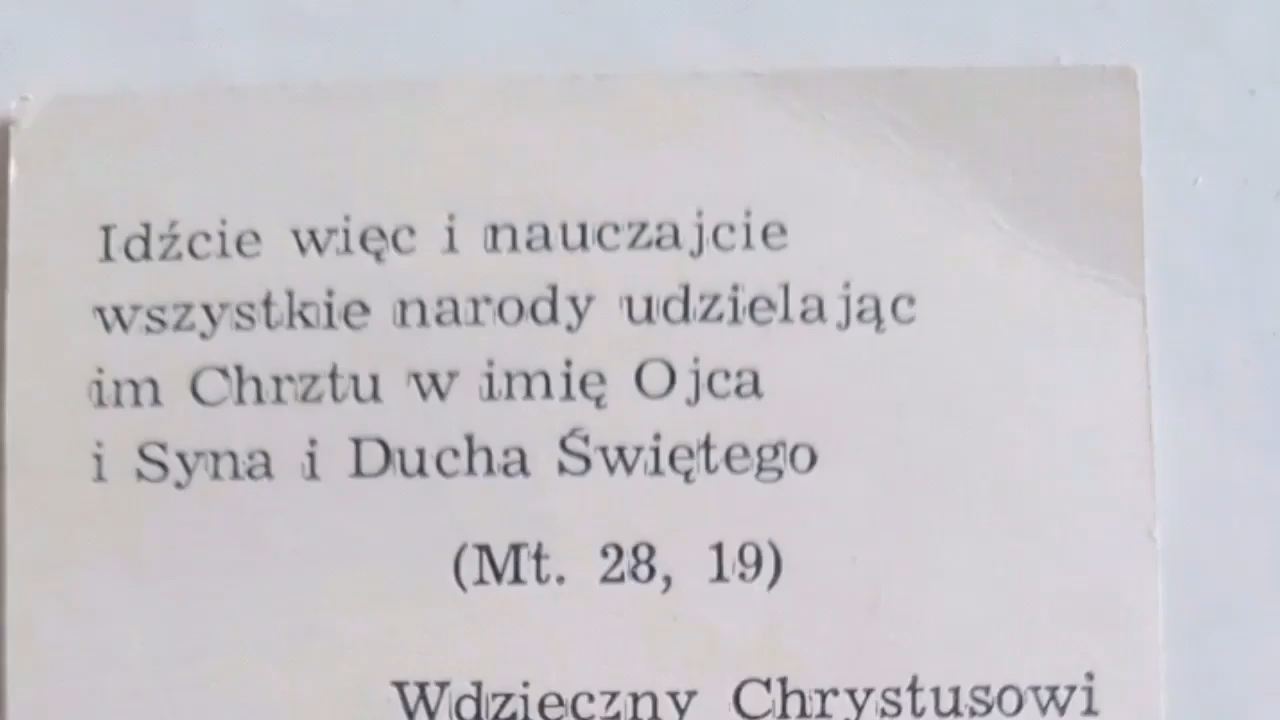 Idźcie więc i nauczajcie
wszystkie narody udzielając
im Chrztu w imię Ojca
i Syna i Ducha Świętego
(Mt. 28, 19)
Wdzięczny Chrystusowi